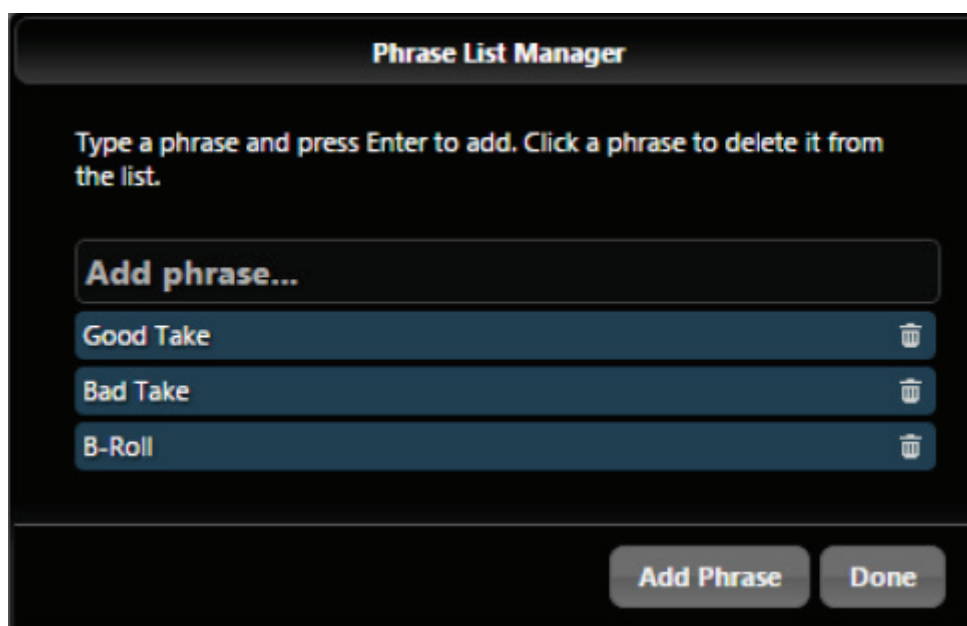 Phrase List Manager
Type a phrase and press Enter to add. Click a phrase to delete it from
the list.
Add phrase...
Good Take
Bad Take
B-Roll
Add Phrase Done